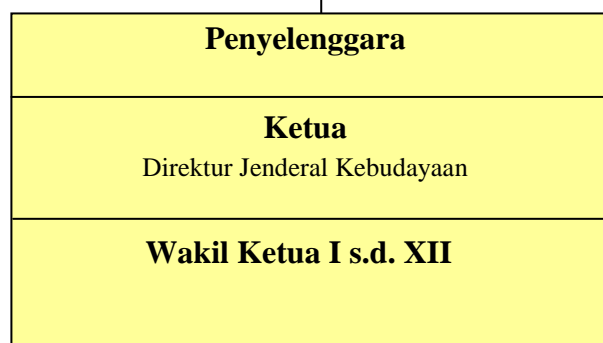 Penyelenggara
Ketua
Direktur Jenderal Kebudayaan
Wakil Ketua I s.d. XII